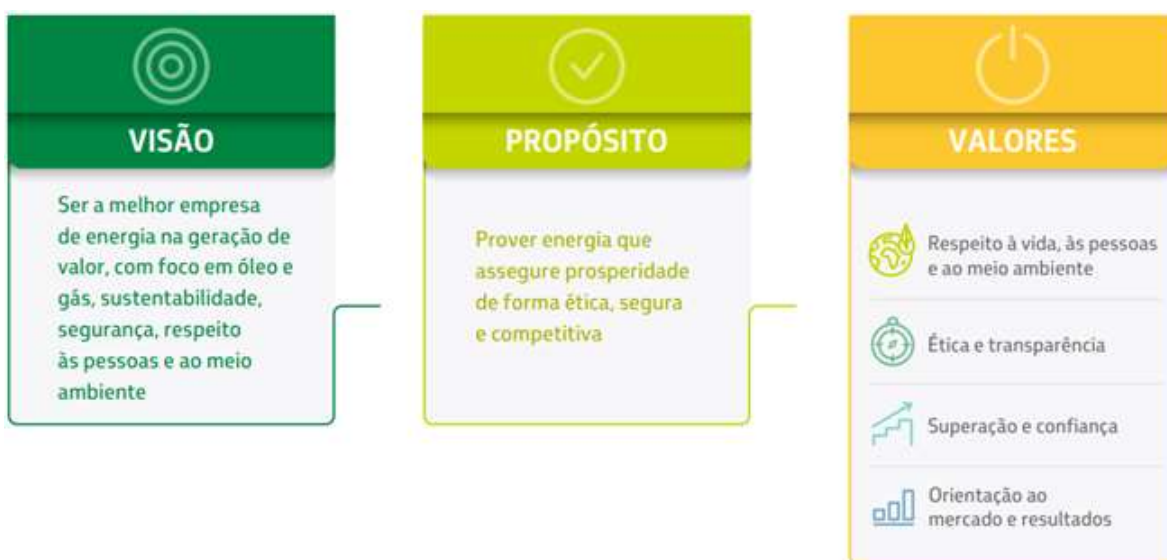 VISÃO
Ser a melhor empresa
de energia na geração de
valor, com foco em óleo e
gás, sustentabilidade,
segurança, respeito
às pessoas e ao meio
ambiente
PROPÓSITO
Prover energia que
assegure prosperidade
de forma ética, segura
e competitiva
VALORES
Respeito à vida, às pessoas
e ao meio ambiente
Ética e transparência
Superação e confiança
Orientação ao
mercado e resultados